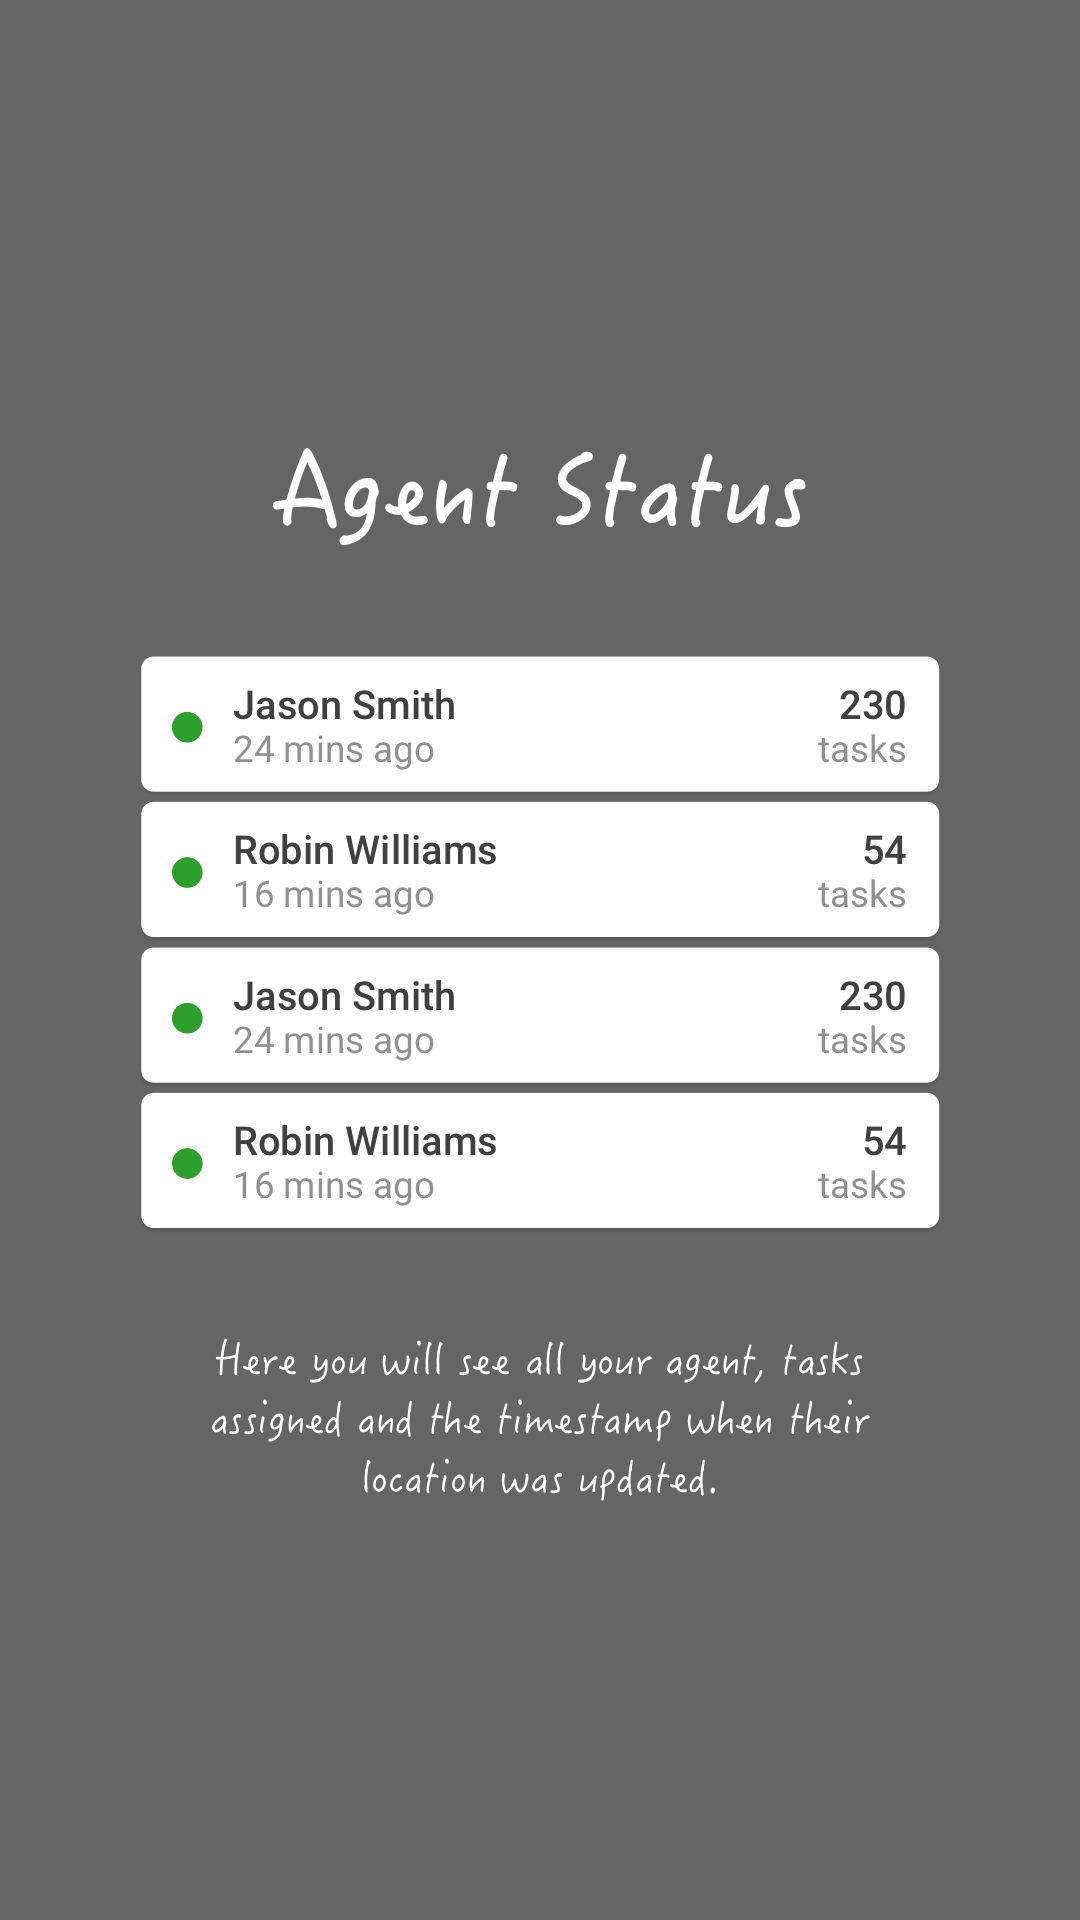 Agent Status
Jason Smith 230
24 mins ago tasks
Robin Williams 54
16 mins ago tasks
Jason Smith 230
24 mins ago tasks
Robin Williams 54
16 mins ago tasks
Here you will see all your agent, tasks
assigned and the timestamp when their
location was updated.